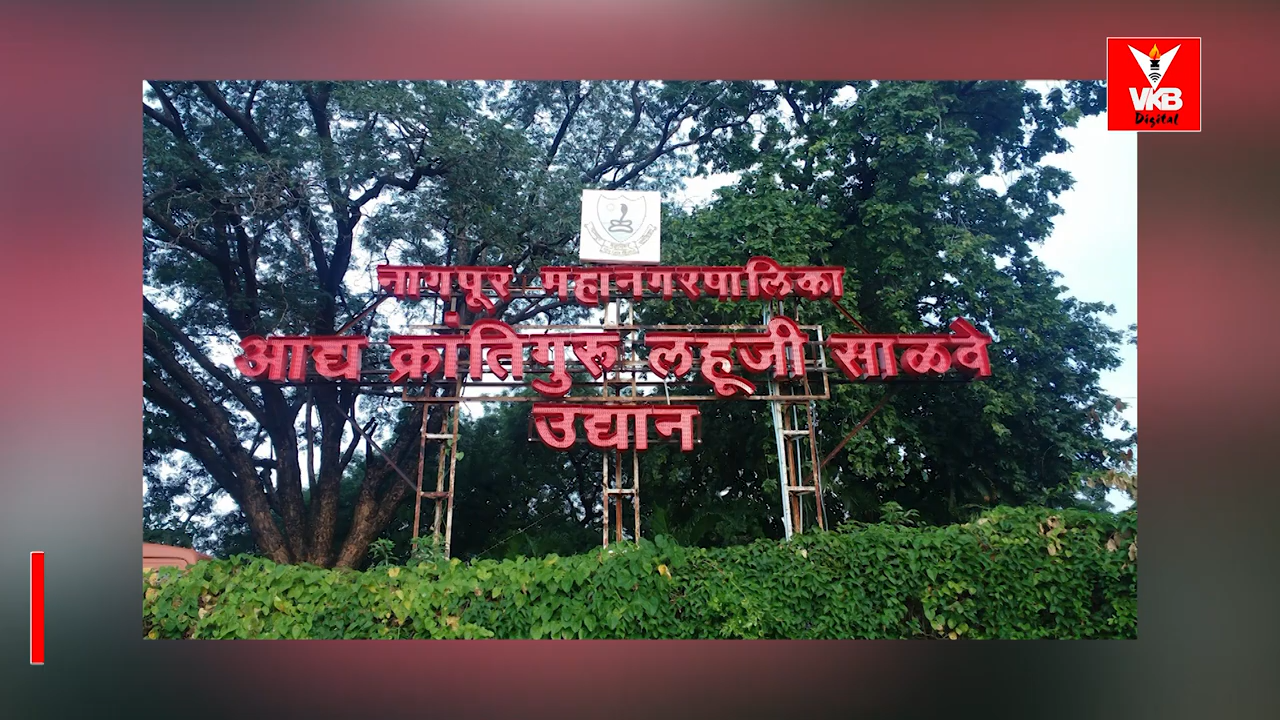 VKB
Digital
नागपूर महानगरपालिका
आद्य क्रांतिगुरू लहूजी साळवे
उद्यान